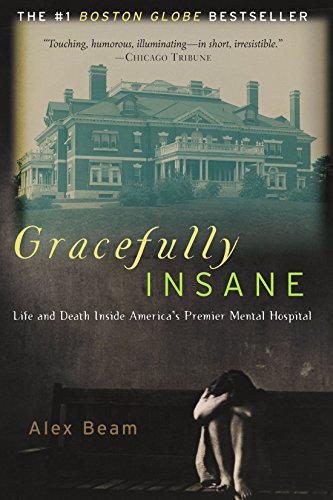 THE #1 BOSTON GLOBE BESTSELLER
"Touching, humorous, illuminating—in short, irresistible."
—CHICAGO TRIBUNE
Gracefully
INSANE
Life and Death Inside America's Premier Mental Hospital
Alex Beam